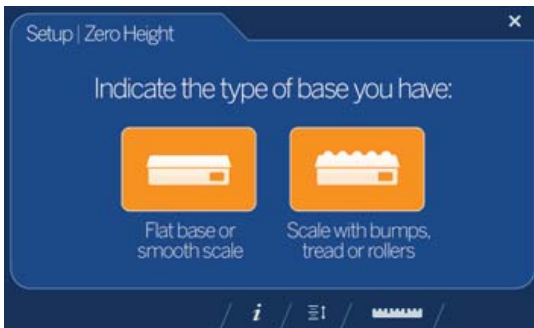 Setup | Zero Height
×
Indicate the type of base you have:
Flat base or
smooth scale
Scale with bumps,
tread or rollers
i